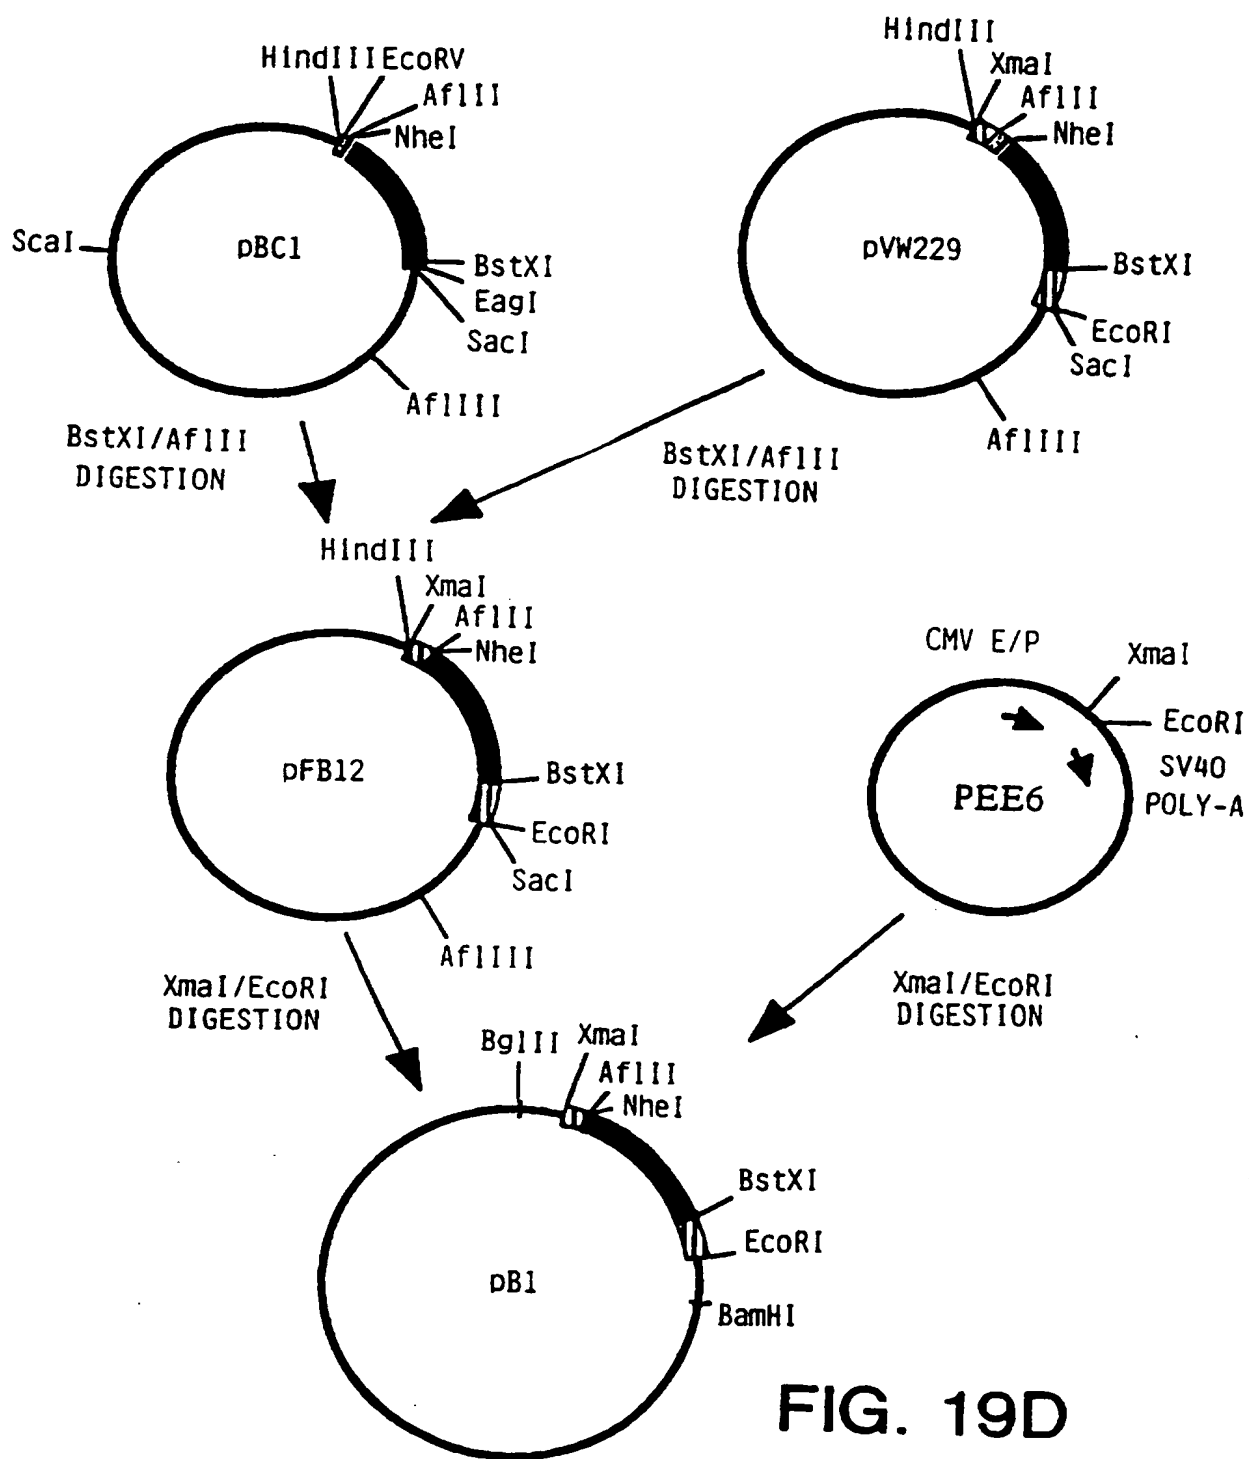 HindIII EcoRV
AflII
NheI
ScaI
pBC1
BstXI
EagI
SacI
AflIII
HindIII
XmaI
AflII
NheI
pVW229
BstXI
EcoRI
SacI
AflIII
BstXI/AflII
DIGESTION
BstXI/AflII
DIGESTION
HindIII
XmaI
AflII
NheI
pFB12
BstXI
EcoRI
SacI
AflIII
CMV E/P
XmaI
EcoRI
SV40
POLY-A
PEE6
XmaI/EcoRI
DIGESTION
XmaI/EcoRI
DIGESTION
BglII
XmaI
AflII
NheI
BstXI
EcoRI
pB1
BamHI
FIG. 19D